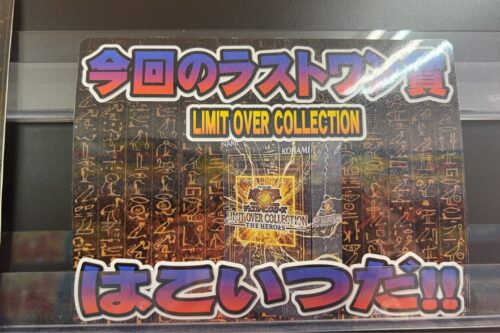 今回のラストワン賞
LIMIT OVER COLLECTION
KONAMI
LIMIT OVER COLLECTION
THE HEROES
はこいつだ!!